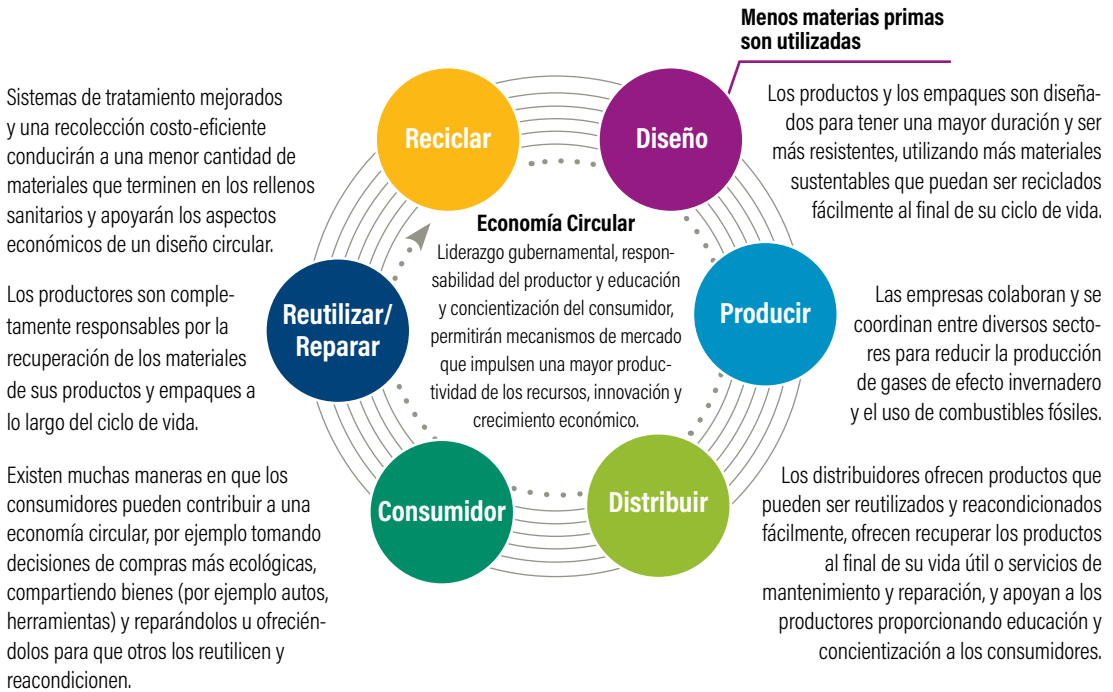 Menos materias primas
son utilizadas
Reciclar
Diseño
Producir
Distribuir
Consumidor
Reutilizar/
Reparar
Economía Circular
Liderazgo gubernamental, respon-
sabilidad del productor y educación
y concientización del consumidor,
permitirán mecanismos de mercado
que impulsen una mayor produc-
tividad de los recursos, innovación y
crecimiento económico.
Sistemas de tratamiento mejorados
y una recolección costo-eficiente
conducirán a una menor cantidad de
materiales que terminen en los rellenos
sanitarios y apoyarán los aspectos
económicos de un diseño circular.
Los productores son comple-
tamente responsables por la
recuperación de los materiales
de sus productos y empaques a
lo largo del ciclo de vida.
Existen muchas maneras en que los
consumidores pueden contribuir a una
economía circular, por ejemplo tomando
decisiones de compras más ecológicas,
compartiendo bienes (por ejemplo autos,
herramientas) y reparándolos u ofrecién-
dolos para que otros los reutilicen y
reacondicionen.
Los productos y los empaques son diseña-
dos para tener una mayor duración y ser
más resistentes, utilizando más materiales
sustentables que puedan ser reciclados
fácilmente al final de su ciclo de vida.
Las empresas colaboran y se
coordinan entre diversos secto-
res para reducir la producción
de gases de efecto invernadero
y el uso de combustibles fósiles.
Los distribuidores ofrecen productos que
pueden ser reutilizados y reacondicionados
fácilmente, ofrecen recuperar los productos
al final de su vida útil o servicios de
mantenimiento y reparación, y apoyan a los
productores proporcionando educación y
concientización a los consumidores.